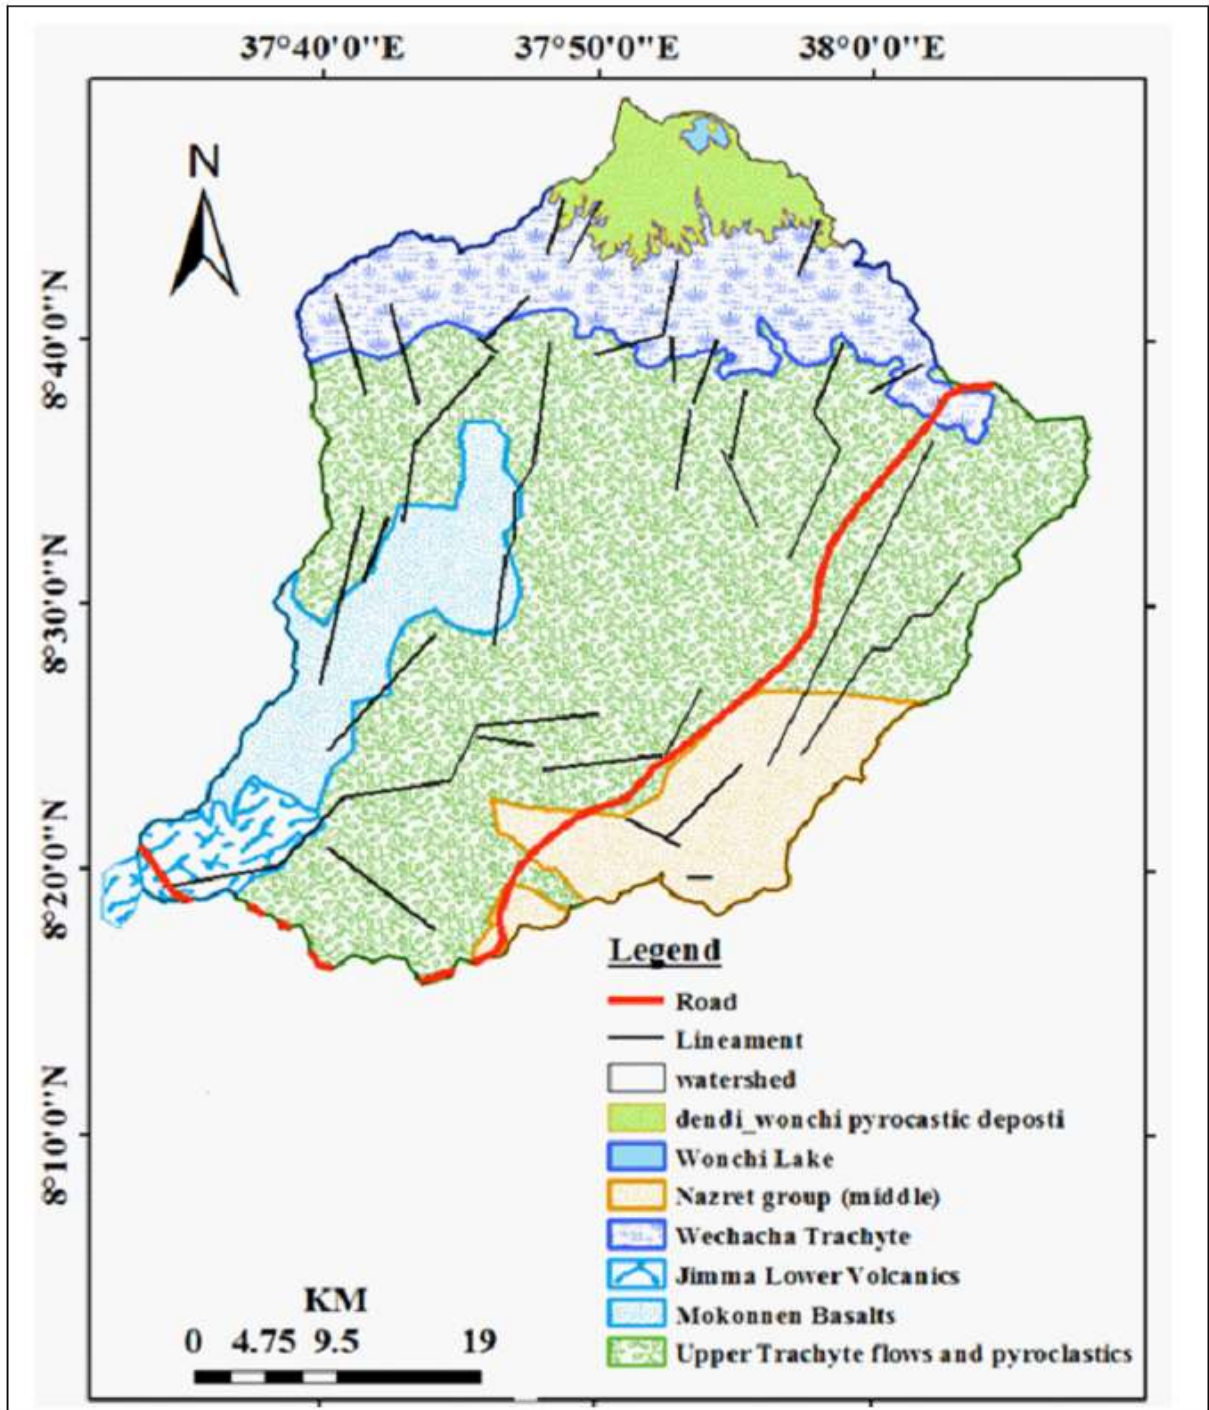 37°40'0"E 37°50'0"E 38°0'0"E
N
8°40'0"N
8°30'0"N
8°20'0"N
8°10'0"N
Legend
Road
Lineament
watershed
dendi_wonchi pyrocastic deposti
Wonchi Lake
Nazret group (middle)
Wechacha Trachyte
Jimma Lower Volcanics
Mokonnen Basalts
Upper Trachyte flows and pyroclastics
KM
0 4.75 9.5 19